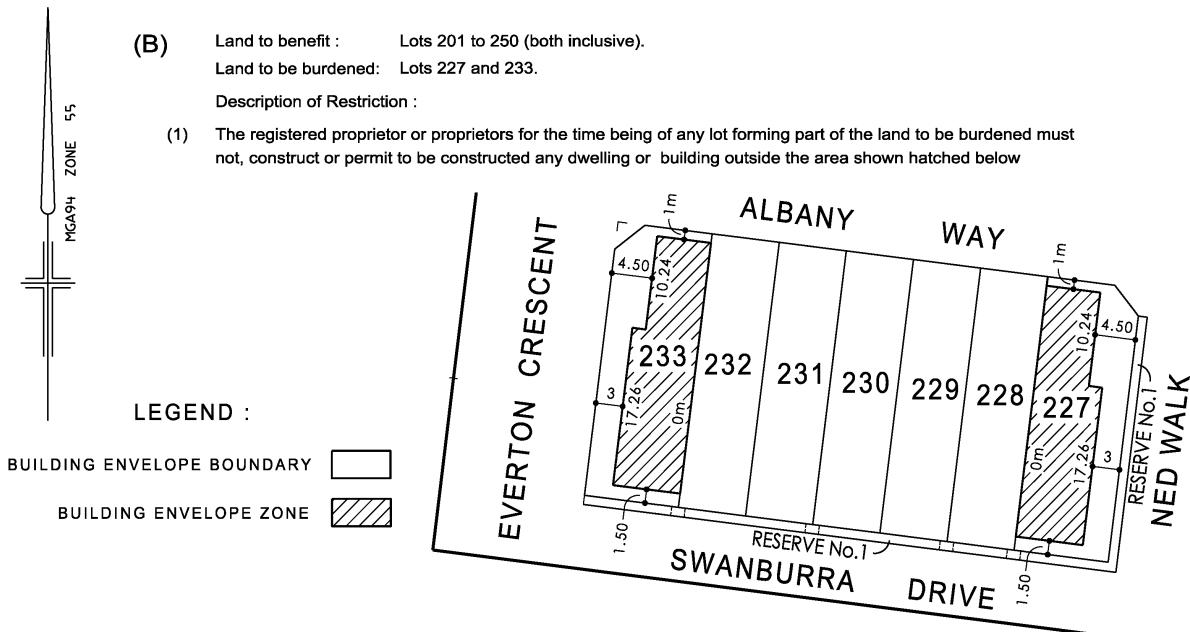 (B) Land to benefit : Lots 201 to 250 (both inclusive).
Land to be burdened: Lots 227 and 233.
Description of Restriction :
(1) The registered proprietor or proprietors for the time being of any lot forming part of the land to be burdened must
not, construct or permit to be constructed any dwelling or building outside the area shown hatched below
MGA94 ZONE 55
ALBANY WAY
EVERTON CRESCENT
1m
1m
4.50
10.24
10.24
4.50
233
232
231
230
229
228
227
3
17.26
0m
0m
17.26
3
RESERVE No.1
NED WALK
1.50
RESERVE No.1
1.50
SWANBURRA DRIVE
LEGEND :
BUILDING ENVELOPE BOUNDARY
BUILDING ENVELOPE ZONE